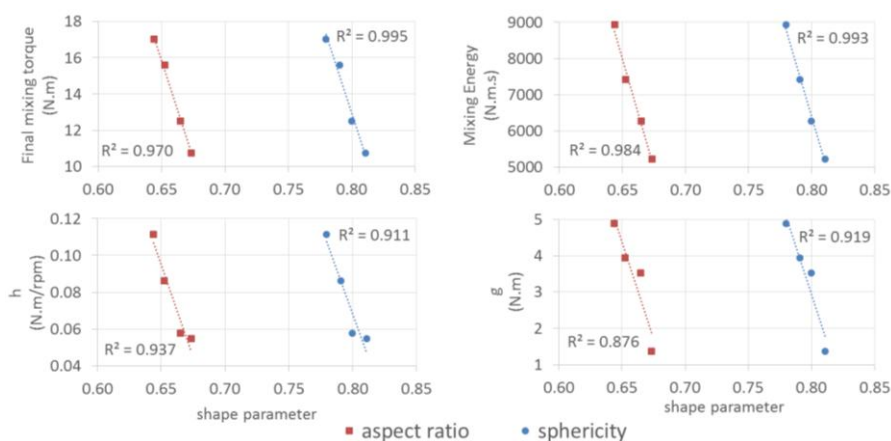 Final mixing torque
(N.m)
18
16
14
12
10
R² = 0.995
R² = 0.970
0.60 0.65 0.70 0.75 0.80 0.85
Mixing Energy
(N.m.s)
9000
8000
7000
6000
5000
R² = 0.993
R² = 0.984
0.60 0.65 0.70 0.75 0.80 0.85
h
(N.m/rpm)
0.12
0.10
0.08
0.06
0.04
R² = 0.911
R² = 0.937
0.60 0.65 0.70 0.75 0.80 0.85
shape parameter
g
(N.m)
5
4
3
2
1
R² = 0.919
R² = 0.876
0.60 0.65 0.70 0.75 0.80 0.85
shape parameter
aspect ratio sphericity